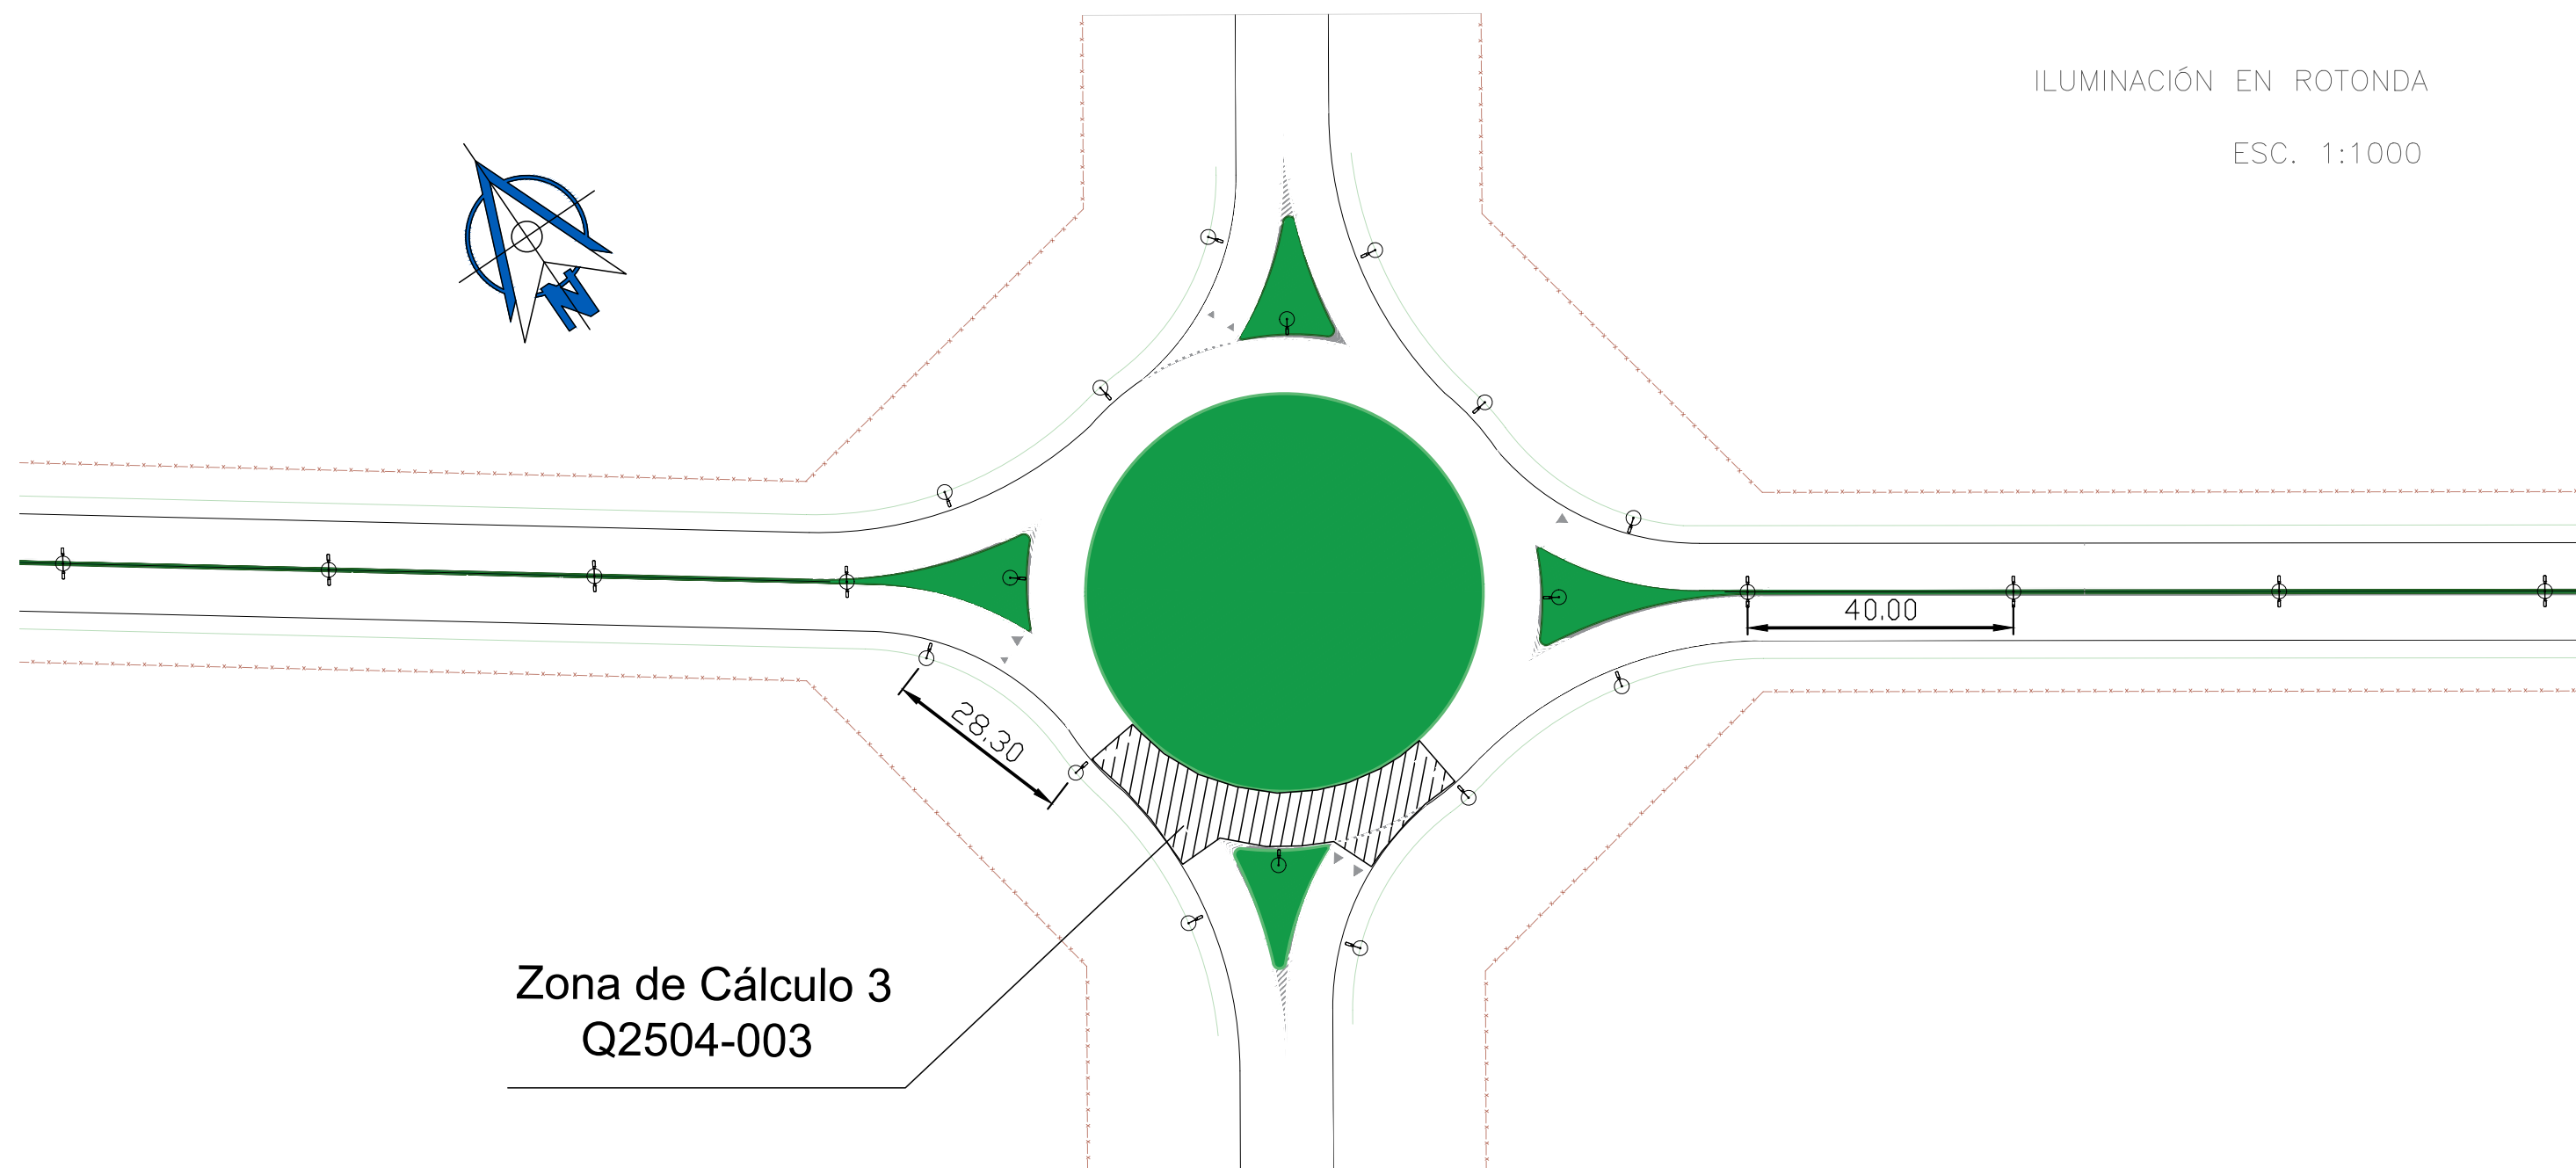 ILUMINACIÓN EN ROTONDA
ESC. 1:1000
N
40.00
28.30
Zona de Cálculo 3
Q2504-003